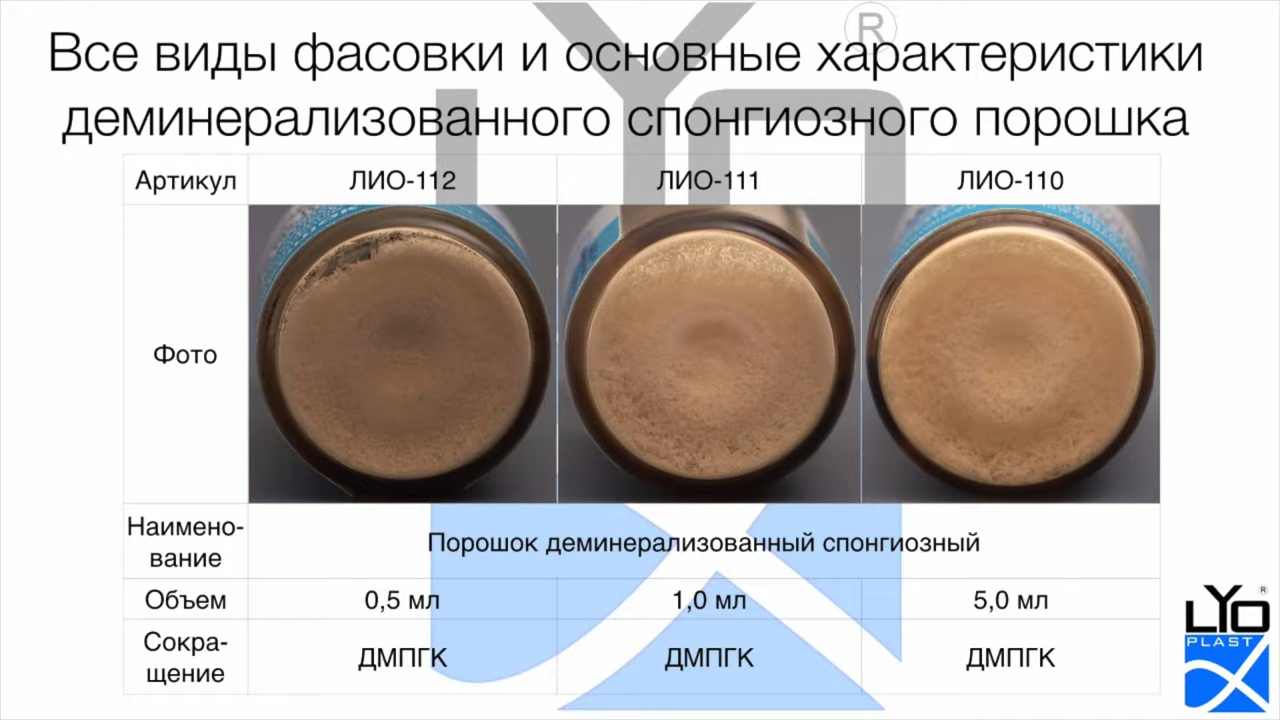 Все виды фасовки и основные характеристики
деминерализованного спонгиозного порошка
Артикул ЛИО-112 ЛИО-111 ЛИО-110
Фото
Наимено-
вание
Порошок деминерализованный спонгиозный
Объем 0,5 мл 1,0 мл 5,0 мл
Сокра-
щение
ДМПГК ДМПГК ДМПГК
LYO ®
PLAST